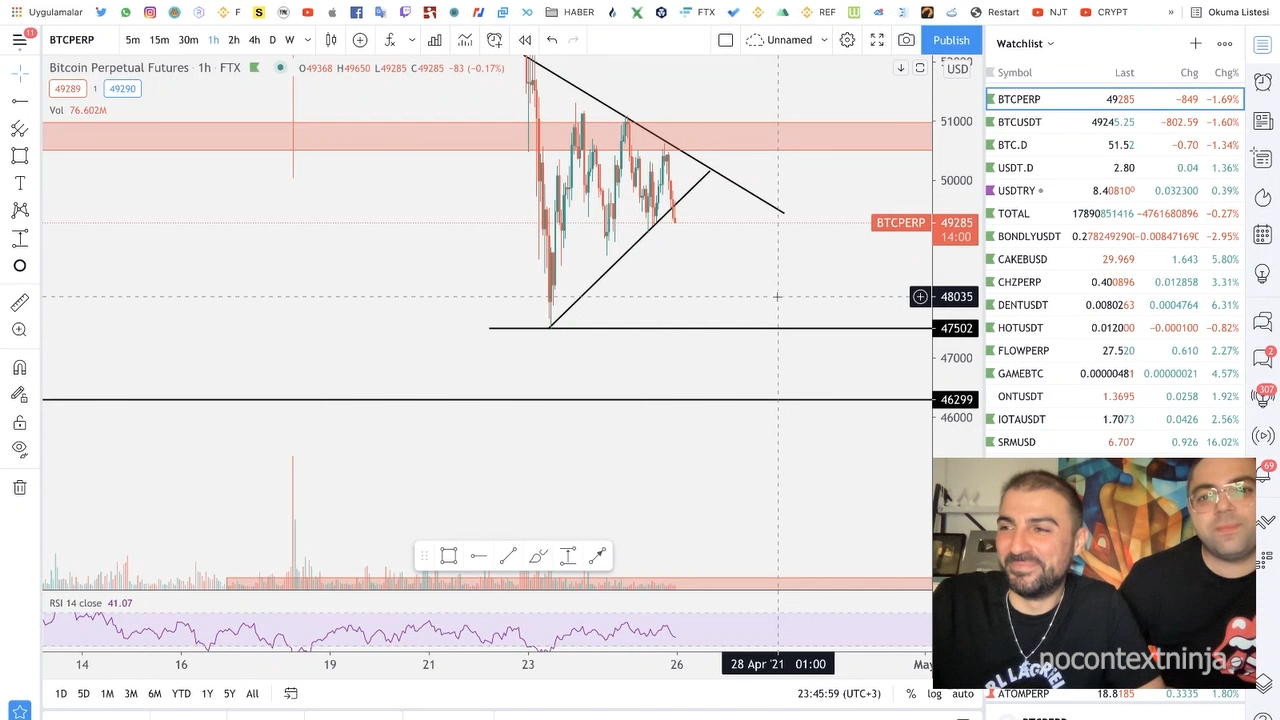 Uygulamalar F FTX REF Restart NJT CRYPT » Okuma Listesi
HABER
11 BTCPERP 5m 15m 30m 1h 2h 4h D W Unnamed Publish
Watchlist
Bitcoin Perpetual Futures · 1h · FTX O49368 H49650 L49285 C49285 −83 (−0.17%)
USD
49289 1 49290
Vol 76.602M
51000
50000
BTCPERP 49285
14:00
48035
47502
47000
46299
46000
Symbol Last Chg Chg%
BTCPERP 49285 −849 −1.69%
BTCUSDT 49245.25 −802.59 −1.60%
BTC.D 51.52 −0.70 −1.34%
USDT.D 2.80 0.04 1.36%
USDTRY 8.40810⁰ 0.032300 0.39%
TOTAL 17890851416 −4761680896 −0.27%
BONDLYUSDT 0.278249290 −0.00847169 −2.95%
CAKEBUSD 29.969 1.643 5.80%
CHZPERP 0.400896 0.012858 3.31%
DENTUSDT 0.0080263 0.0004764 6.31%
HOTUSDT 0.012000 −0.000100 −0.82%
FLOWPERP 27.520 0.610 2.27%
GAMEBTC 0.00000481 0.00000021 4.57%
ONTUSDT 1.3695 0.0258 1.92%
IOTAUSDT 1.7073 0.0426 2.56%
SRMUSD 6.707 0.926 16.02%
ATOMPERP 18.8185 0.3335 1.80%
2
307
69
RSI 14 close 41.07
14 16 19 21 23 26 28 Apr '21 01:00
1D 5D 1M 3M 6M YTD 1Y 5Y All 23:45:59 (UTC+3) % log auto
nocontextninja